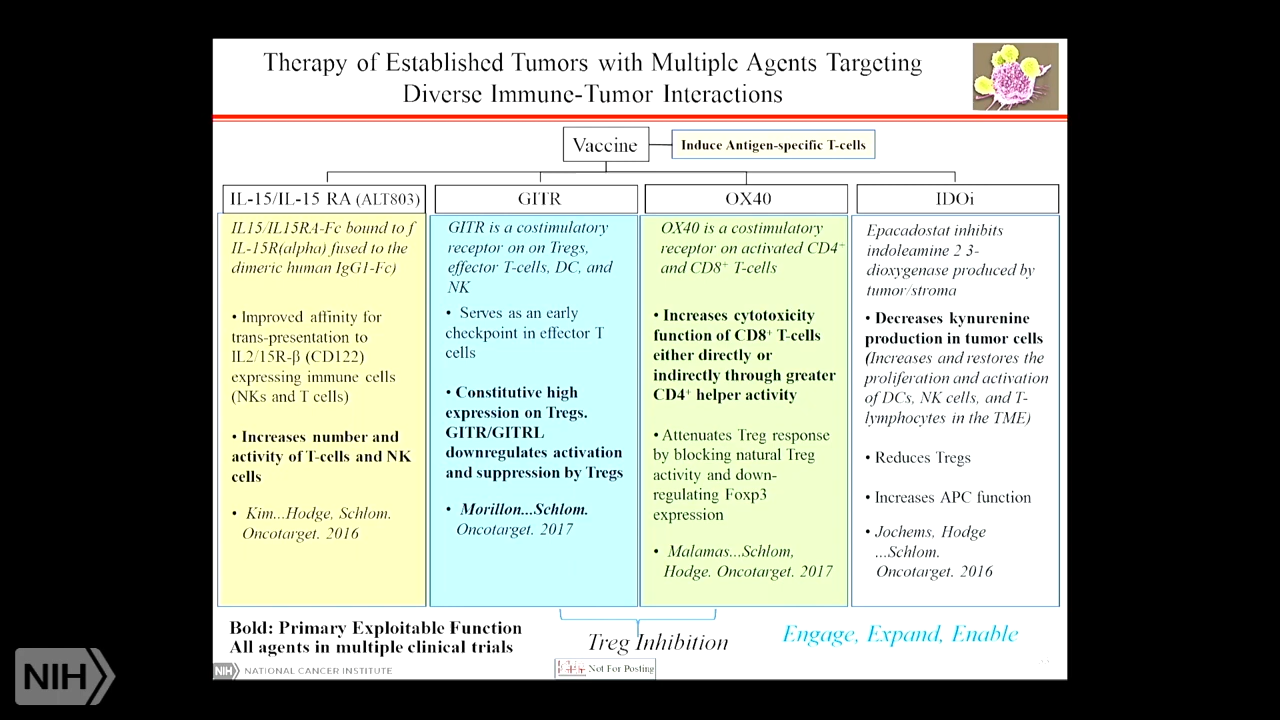 Therapy of Established Tumors with Multiple Agents Targeting
Diverse Immune-Tumor Interactions
Vaccine
Induce Antigen-specific T-cells
IL-15/IL-15 RA (ALT803)
IL15/IL15RA-Fc bound to f
IL-15R(alpha) fused to the
dimeric human IgG1-Fc)
• Improved affinity for
trans-presentation to
IL2/15R-β (CD122)
expressing immune cells
(NKs and T cells)
• Increases number and
activity of T-cells and NK
cells
• Kim...Hodge, Schlom.
Oncotarget. 2016
GITR
GITR is a costimulatory
receptor on on Tregs,
effector T-cells, DC, and
NK
• Serves as an early
checkpoint in effector T
cells
• Constitutive high
expression on Tregs.
GITR/GITRL
downregulates activation
and suppression by Tregs
• Morillon...Schlom.
Oncotarget. 2017
OX40
OX40 is a costimulatory
receptor on activated CD4+
and CD8+ T-cells
• Increases cytotoxicity
function of CD8+ T-cells
either directly or
indirectly through greater
CD4+ helper activity
• Attenuates Treg response
by blocking natural Treg
activity and down-
regulating Foxp3
expression
• Malamas...Schlom,
Hodge. Oncotarget. 2017
IDOi
Epacadostat inhibits
indoleamine 2 3-
dioxygenase produced by
tumor/stroma
• Decreases kynurenine
production in tumor cells
(Increases and restores the
proliferation and activation
of DCs, NK cells, and T-
lymphocytes in the TME)
• Reduces Tregs
• Increases APC function
• Jochems, Hodge
...Schlom.
Oncotarget. 2016
Bold: Primary Exploitable Function
All agents in multiple clinical trials
Treg Inhibition
Engage, Expand, Enable
NIH NATIONAL CANCER INSTITUTE
Not For Posting
NIH